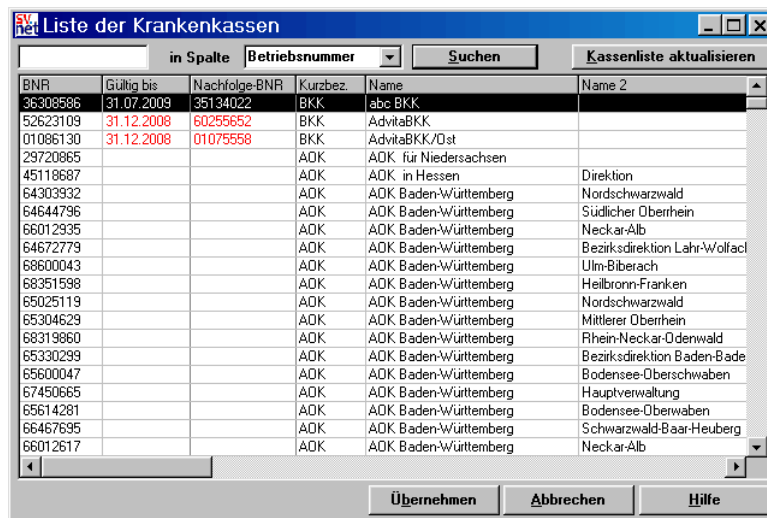 SV.net Liste der Krankenkassen
in Spalte Betriebsnummer Suchen Kassenliste aktualisieren
BNR Gültig bis Nachfolge-BNR Kurzbez. Name Name 2
36308586 31.07.2009 35134022 BKK abc BKK
52623109 31.12.2008 60255652 BKK AdvitaBKK
01086130 31.12.2008 01075558 BKK AdvitaBKK/Ost
29720865 AOK AOK für Niedersachsen
45118687 AOK AOK in Hessen Direktion
64303932 AOK AOK Baden-Württemberg Nordschwarzwald
64644796 AOK AOK Baden-Württemberg Südlicher Oberrhein
66012935 AOK AOK Baden-Württemberg Neckar-Alb
64672779 AOK AOK Baden-Württemberg Bezirksdirektion Lahr-Wolfacl
68600043 AOK AOK Baden-Württemberg Ulm-Biberach
68351598 AOK AOK Baden-Württemberg Heilbronn-Franken
65025119 AOK AOK Baden-Württemberg Nordschwarzwald
65304629 AOK AOK Baden-Württemberg Mittlerer Oberrhein
68319860 AOK AOK Baden-Württemberg Rhein-Neckar-Odenwald
65330299 AOK AOK Baden-Württemberg Bezirksdirektion Baden-Bade
65600047 AOK AOK Baden-Württemberg Bodensee-Oberschwaben
67450665 AOK AOK Baden-Württemberg Hauptverwaltung
65614281 AOK AOK Baden-Württemberg Bodensee-Oberwaben
66467695 AOK AOK Baden-Württemberg Schwarzwald-Baar-Heuberg
66012617 AOK AOK Baden-Württemberg Neckar-Alb
Übernehmen Abbrechen Hilfe